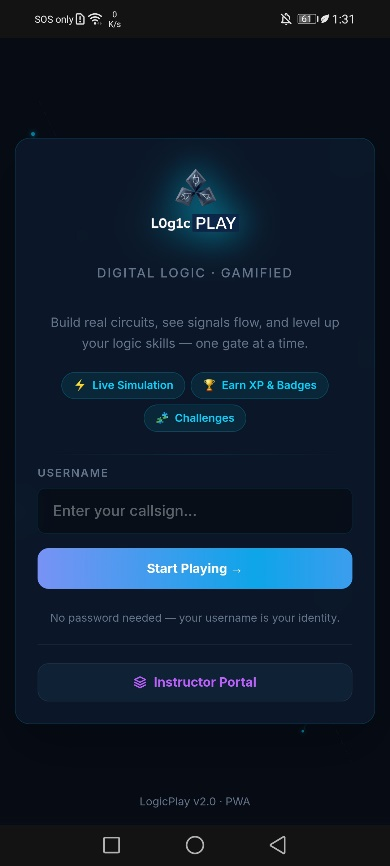 SOS only 0 K/s 61 1:31
L0g1c PLAY
DIGITAL LOGIC · GAMIFIED
Build real circuits, see signals flow, and level up
your logic skills — one gate at a time.
⚡ Live Simulation 🏆 Earn XP & Badges
Challenges
USERNAME
Enter your callsign...
Start Playing →
No password needed — your username is your identity.
Instructor Portal
LogicPlay v2.0 · PWA